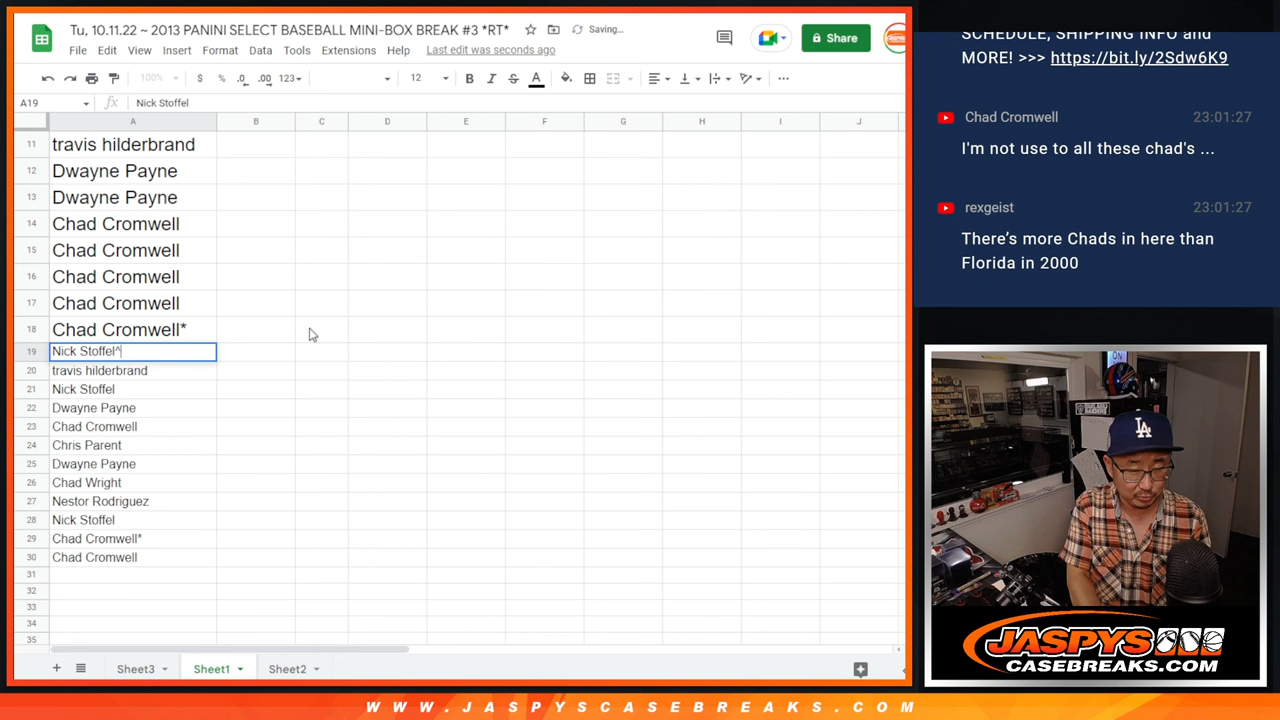 Tu, 10.11.22 ~ 2013 PANINI SELECT BASEBALL MINI-BOX BREAK #3 *RT*
Saving...
File Edit View Insert Format Data Tools Extensions Help Last edit was seconds ago
Share
100% $ % .0 .00 123 12
A19 fx Nick Stoffel
A B C D E F G H I J
11 travis hilderbrand
12 Dwayne Payne
13 Dwayne Payne
14 Chad Cromwell
15 Chad Cromwell
16 Chad Cromwell
17 Chad Cromwell
18 Chad Cromwell*
19 Nick Stoffel^
20 travis hilderbrand
21 Nick Stoffel
22 Dwayne Payne
23 Chad Cromwell
24 Chris Parent
25 Dwayne Payne
26 Chad Wright
27 Nestor Rodriguez
28 Nick Stoffel
29 Chad Cromwell*
30 Chad Cromwell
31
32
33
34
35
Sheet3 Sheet1 Sheet2
SCHEDULE, SHIPPING INFO and
MORE! >>> https://bit.ly/2Sdw6K9
Chad Cromwell 23:01:27
I'm not use to all these chad's ...
rexgeist 23:01:27
There's more Chads in here than
Florida in 2000
ON
LA
JASPYS
CASEBREAKS.COM
WWW.JASPYSCASEBREAKS.COM